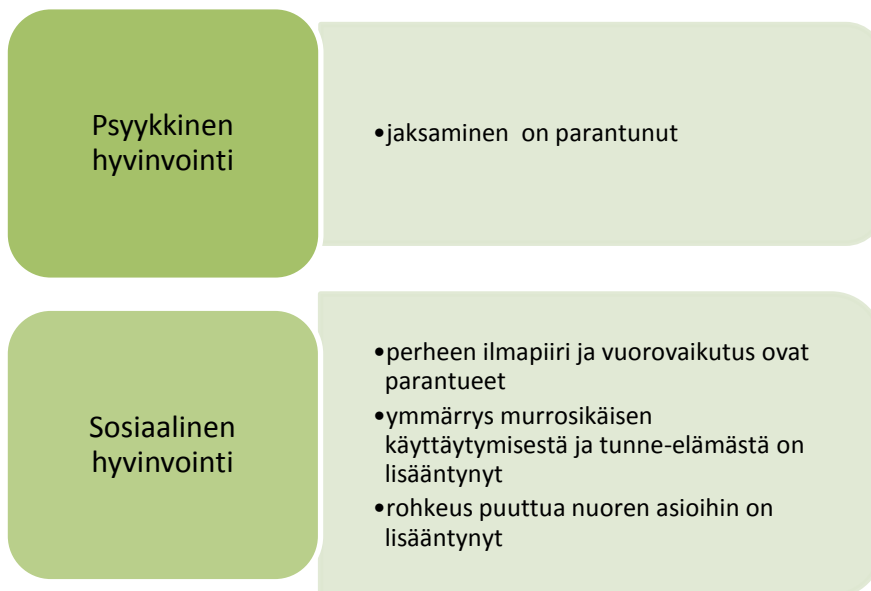 Psyykkinen
hyvinvointi
•jaksaminen  on parantunut
Sosiaalinen
hyvinvointi
•perheen ilmapiiri ja vuorovaikutus ovat
parantueet
•ymmärrys murrosikäisen
käyttäytymisestä ja tunne-elämästä on
lisääntynyt
•rohkeus puuttua nuoren asioihin on
lisääntynyt